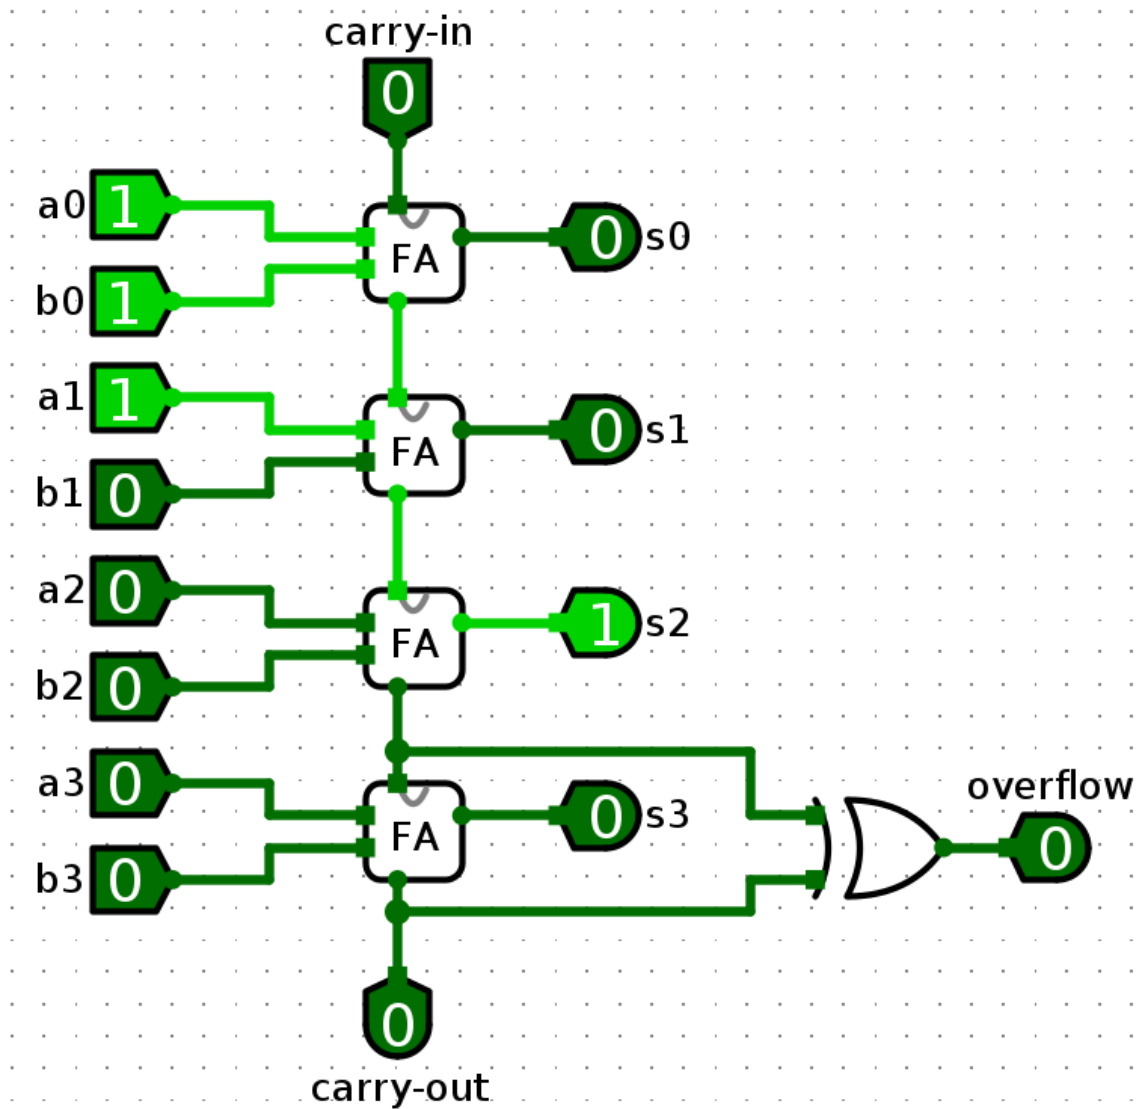 carry-in
0
a0 1
FA 0 s0
b0 1
a1 1
FA 0 s1
b1 0
a2 0
FA 1 s2
b2 0
a3 0
overflow
FA 0 s3
0
b3 0
0
carry-out